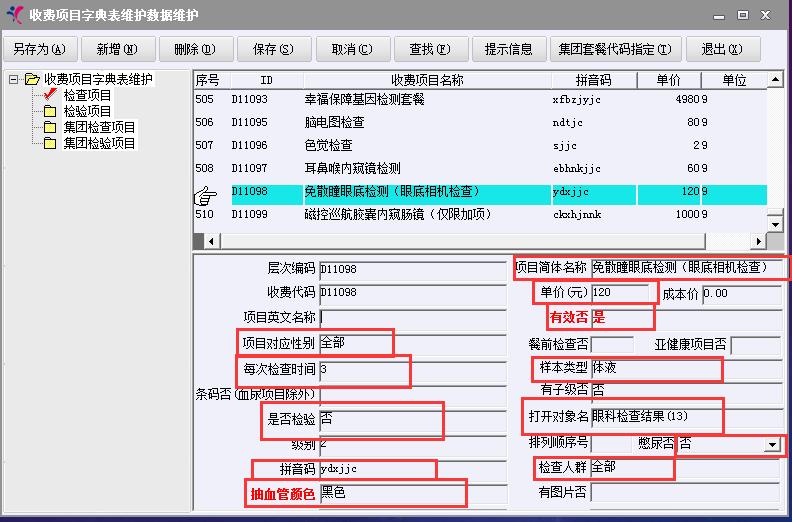 收费项目字典表维护数据维护
另存为(A) 新增(N) 删除(D) 保存(S) 取消(C) 查找(F) 提示信息 集团套餐代码指定(T) 退出(X)
收费项目字典表维护
检查项目
检验项目
集团检查项目
集团检验项目
序号 ID 收费项目名称 拼音码 单价 单位
505 D11093 幸福保障基因检测套餐 xfbzjyjc 4980 9
506 D11095 脑电图检查 ndtjc 80 9
507 D11096 色觉检查 sjjc 2 9
508 D11097 耳鼻喉内窥镜检测 ebhnkjjc 60 9
D11098 免散瞳眼底检测（眼底相机检查） ydxjjc 120 9
510 D11099 磁控巡航胶囊内窥肠镜（仅限加项） ckxhjnnk 1000 9
层次编码 D11098 项目简体名称 免散瞳眼底检测（眼底相机检查）
收费代码 D11098 单价(元) 120 成本价 0.00
项目英文名称 有效否 是
项目对应性别 全部 餐前检查否 亚健康项目否
每次检查时间 3 样本类型 体液
条码否(血尿项目除外) 有子级否 否
是否检验 否 打开对象名 眼科检查结果(13)
级别 2 排列顺序号 憋尿否 否
拼音码 ydxjjc 检查人群 全部
抽血管颜色 黑色 有图片否